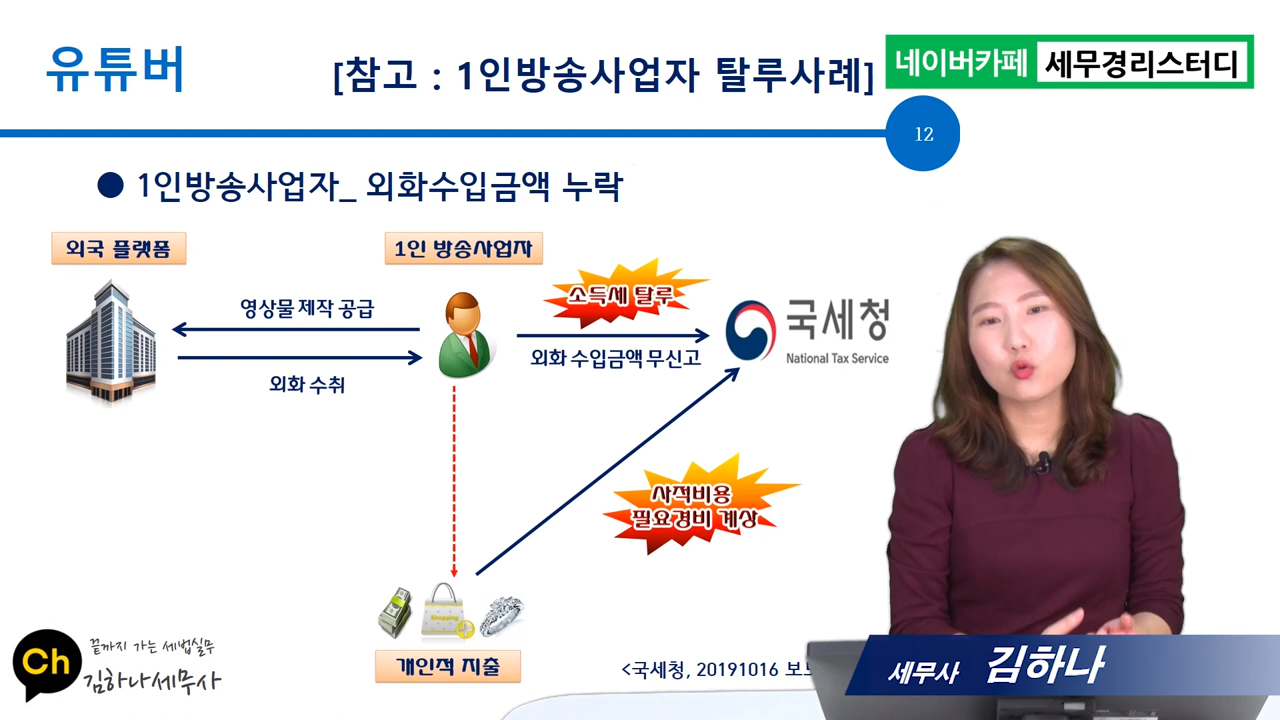 유튜버
[참고 : 1인방송사업자 탈루사례]
네이버카페 세무경리스터디
12
● 1인방송사업자_ 외화수입금액 누락
외국 플랫폼
1인 방송사업자
영상물 제작 공급
외화 수취
소득세 탈루
외화 수입금액 무신고
국세청
National Tax Service
사적비용
필요경비 계상
Shopping
개인적 지출
<국세청, 20191016 보
Ch
끝까지 가는 세법실무
김하나세무사
세무사 김하나